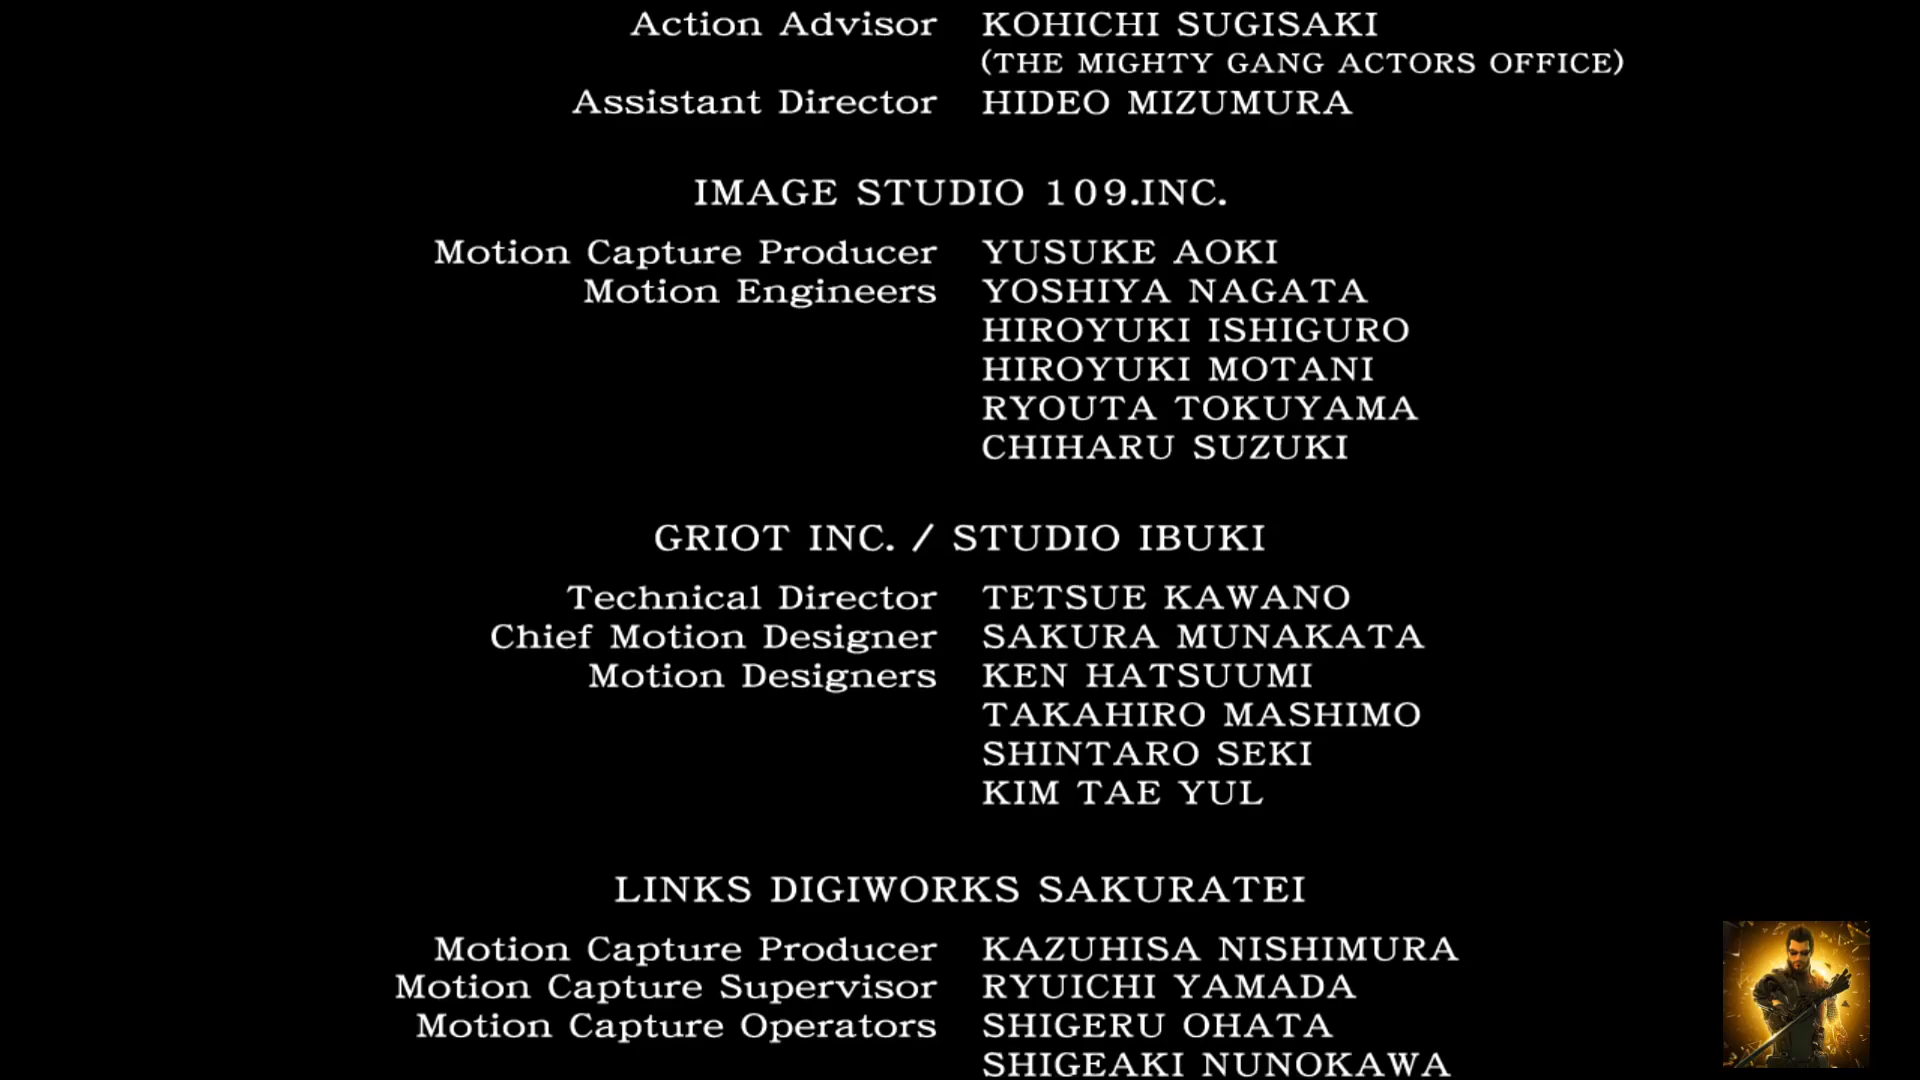 Action Advisor KOHICHI SUGISAKI
(THE MIGHTY GANG ACTORS OFFICE)
Assistant Director HIDEO MIZUMURA
IMAGE STUDIO 109.INC.
Motion Capture Producer YUSUKE AOKI
Motion Engineers YOSHIYA NAGATA
HIROYUKI ISHIGURO
HIROYUKI MOTANI
RYOUTA TOKUYAMA
CHIHARU SUZUKI
GRIOT INC. / STUDIO IBUKI
Technical Director TETSUE KAWANO
Chief Motion Designer SAKURA MUNAKATA
Motion Designers KEN HATSUUMI
TAKAHIRO MASHIMO
SHINTARO SEKI
KIM TAE YUL
LINKS DIGIWORKS SAKURATEI
Motion Capture Producer KAZUHISA NISHIMURA
Motion Capture Supervisor RYUICHI YAMADA
Motion Capture Operators SHIGERU OHATA
SHIGEAKI NUNOKAWA